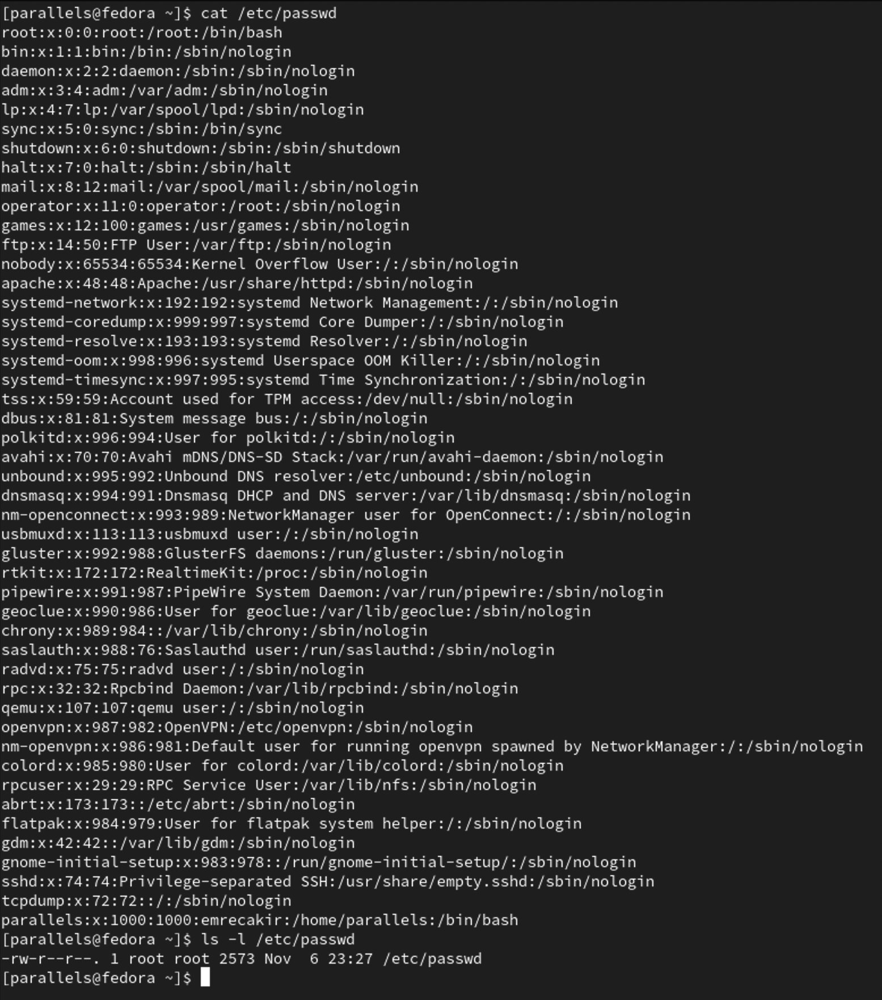 [parallels@fedora ~]$ cat /etc/passwd
root:x:0:0:root:/root:/bin/bash
bin:x:1:1:bin:/bin:/sbin/nologin
daemon:x:2:2:daemon:/sbin:/sbin/nologin
adm:x:3:4:adm:/var/adm:/sbin/nologin
lp:x:4:7:lp:/var/spool/lpd:/sbin/nologin
sync:x:5:0:sync:/sbin:/bin/sync
shutdown:x:6:0:shutdown:/sbin:/sbin/shutdown
halt:x:7:0:halt:/sbin:/sbin/halt
mail:x:8:12:mail:/var/spool/mail:/sbin/nologin
operator:x:11:0:operator:/root:/sbin/nologin
games:x:12:100:games:/usr/games:/sbin/nologin
ftp:x:14:50:FTP User:/var/ftp:/sbin/nologin
nobody:x:65534:65534:Kernel Overflow User:/:/sbin/nologin
apache:x:48:48:Apache:/usr/share/httpd:/sbin/nologin
systemd-network:x:192:192:systemd Network Management:/:/sbin/nologin
systemd-coredump:x:999:997:systemd Core Dumper:/:/sbin/nologin
systemd-resolve:x:193:193:systemd Resolver:/:/sbin/nologin
systemd-oom:x:998:996:systemd Userspace OOM Killer:/:/sbin/nologin
systemd-timesync:x:997:995:systemd Time Synchronization:/:/sbin/nologin
tss:x:59:59:Account used for TPM access:/dev/null:/sbin/nologin
dbus:x:81:81:System message bus:/:/sbin/nologin
polkitd:x:996:994:User for polkitd:/:/sbin/nologin
avahi:x:70:70:Avahi mDNS/DNS-SD Stack:/var/run/avahi-daemon:/sbin/nologin
unbound:x:995:992:Unbound DNS resolver:/etc/unbound:/sbin/nologin
dnsmasq:x:994:991:Dnsmasq DHCP and DNS server:/var/lib/dnsmasq:/sbin/nologin
nm-openconnect:x:993:989:NetworkManager user for OpenConnect:/:/sbin/nologin
usbmuxd:x:113:113:usbmuxd user:/:/sbin/nologin
gluster:x:992:988:GlusterFS daemons:/run/gluster:/sbin/nologin
rtkit:x:172:172:RealtimeKit:/proc:/sbin/nologin
pipewire:x:991:987:PipeWire System Daemon:/var/run/pipewire:/sbin/nologin
geoclue:x:990:986:User for geoclue:/var/lib/geoclue:/sbin/nologin
chrony:x:989:984::/var/lib/chrony:/sbin/nologin
saslauth:x:988:76:Saslauthd user:/run/saslauthd:/sbin/nologin
radvd:x:75:75:radvd user:/:/sbin/nologin
rpc:x:32:32:Rpcbind Daemon:/var/lib/rpcbind:/sbin/nologin
qemu:x:107:107:qemu user:/:/sbin/nologin
openvpn:x:987:982:OpenVPN:/etc/openvpn:/sbin/nologin
nm-openvpn:x:986:981:Default user for running openvpn spawned by NetworkManager:/:/sbin/nologin
colord:x:985:980:User for colord:/var/lib/colord:/sbin/nologin
rpcuser:x:29:29:RPC Service User:/var/lib/nfs:/sbin/nologin
abrt:x:173:173::/etc/abrt:/sbin/nologin
flatpak:x:984:979:User for flatpak system helper:/:/sbin/nologin
gdm:x:42:42::/var/lib/gdm:/sbin/nologin
gnome-initial-setup:x:983:978::/run/gnome-initial-setup/:/sbin/nologin
sshd:x:74:74:Privilege-separated SSH:/usr/share/empty.sshd:/sbin/nologin
tcpdump:x:72:72::/:/sbin/nologin
parallels:x:1000:1000:emrecakir:/home/parallels:/bin/bash
[parallels@fedora ~]$ ls -l /etc/passwd
-rw-r--r--. 1 root root 2573 Nov  6 23:27 /etc/passwd
[parallels@fedora ~]$